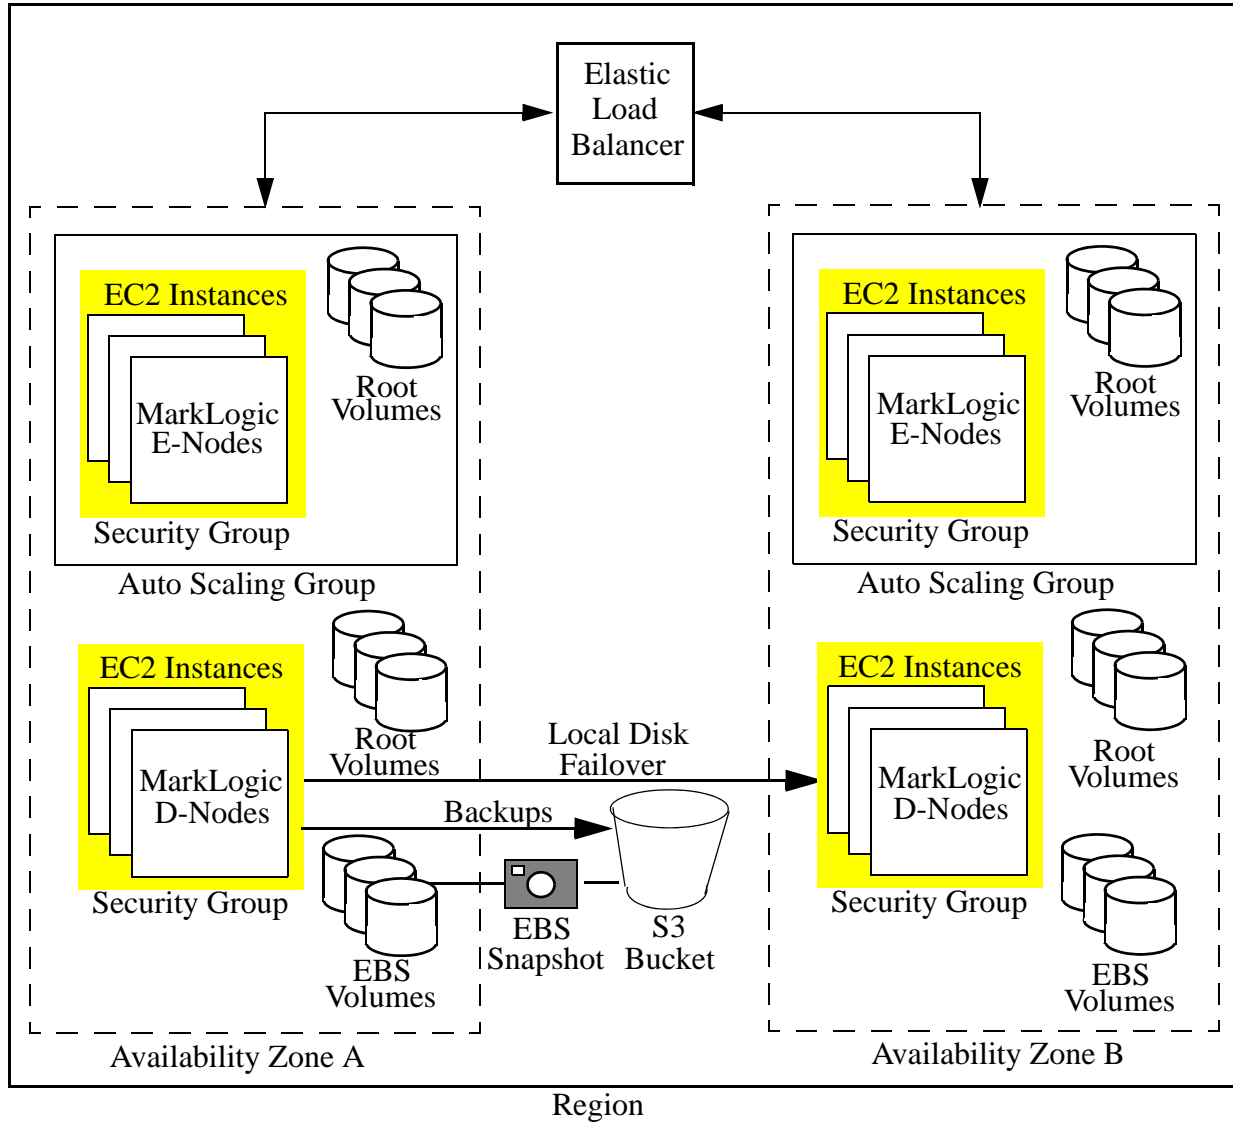 Elastic
Load
Balancer
EC2 Instances
MarkLogic
E-Nodes
Security Group
Root
Volumes
Auto Scaling Group
EC2 Instances
MarkLogic
D-Nodes
Security Group
Root
Volumes
EBS
Volumes
Availability Zone A
Local Disk
Failover
Backups
EBS
Snapshot
S3
Bucket
EC2 Instances
MarkLogic
E-Nodes
Security Group
Root
Volumes
Auto Scaling Group
EC2 Instances
MarkLogic
D-Nodes
Security Group
Root
Volumes
EBS
Volumes
Availability Zone B
Region